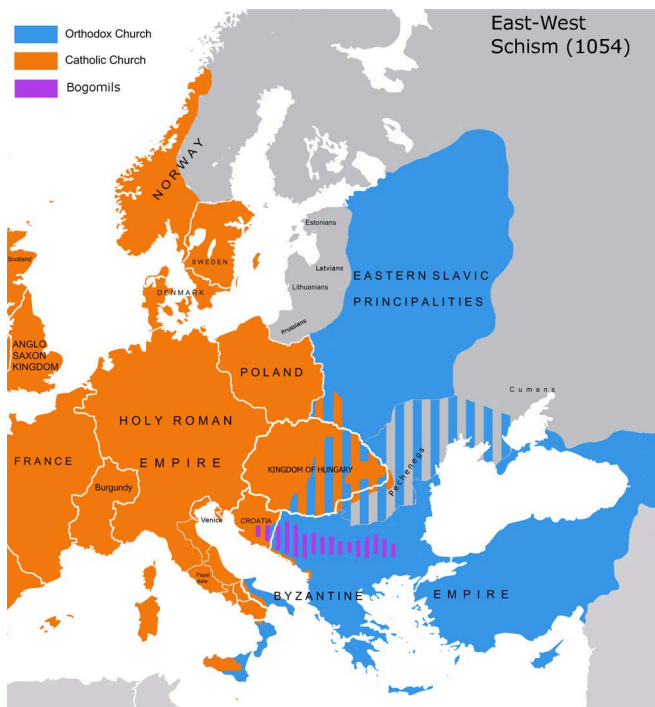 East-West
Schism (1054)
Orthodox Church
Catholic Church
Bogomils
NORWAY
SWEDEN
DENMARK
Scotland
ANGLO
SAXON
KINGDOM
Estonians
Latvians
Lithuanians
Prussians
EASTERN SLAVIC
PRINCIPALITIES
POLAND
Cumans
HOLY ROMAN
EMPIRE
FRANCE
Burgundy
KINGDOM OF HUNGARY
Pechenegs
Venice
CROATIA
Papal
state
BYZANTINE EMPIRE